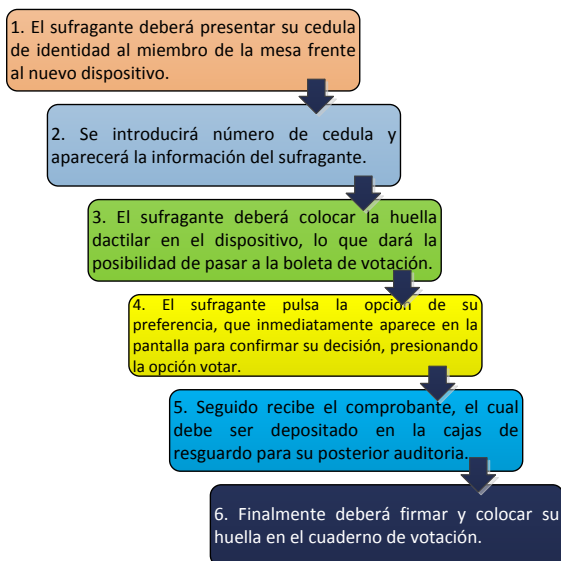 1. El sufragante deberá presentar su cedula
de identidad al miembro de la mesa frente
al nuevo dispositivo.
2. Se introducirá número de cedula y
aparecerá la información del sufragante.
3. El sufragante deberá colocar la huella
dactilar en el dispositivo, lo que dará la
posibilidad de pasar a la boleta de votación.
4. El sufragante pulsa la opción de su
preferencia, que inmediatamente aparece en la
pantalla para confirmar su decisión, presionando
la opción votar.
5. Seguido recibe el comprobante, el cual
debe ser depositado en la cajas de
resguardo para su posterior auditoria.
6. Finalmente deberá firmar y colocar su
huella en el cuaderno de votación.